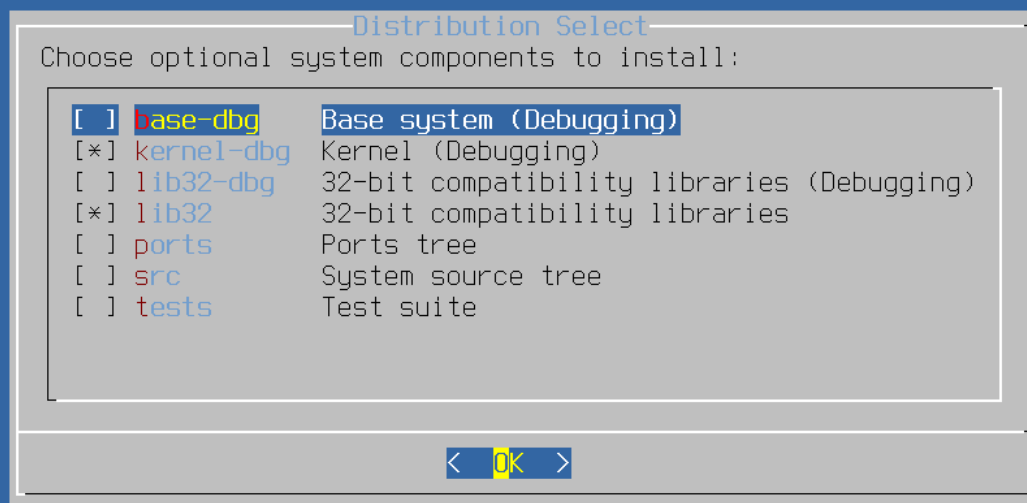 Distribution Select
Choose optional system components to install:
[ ] base-dbg Base system (Debugging)
[*] kernel-dbg Kernel (Debugging)
[ ] lib32-dbg 32-bit compatibility libraries (Debugging)
[*] lib32 32-bit compatibility libraries
[ ] ports Ports tree
[ ] src System source tree
[ ] tests Test suite
< OK >